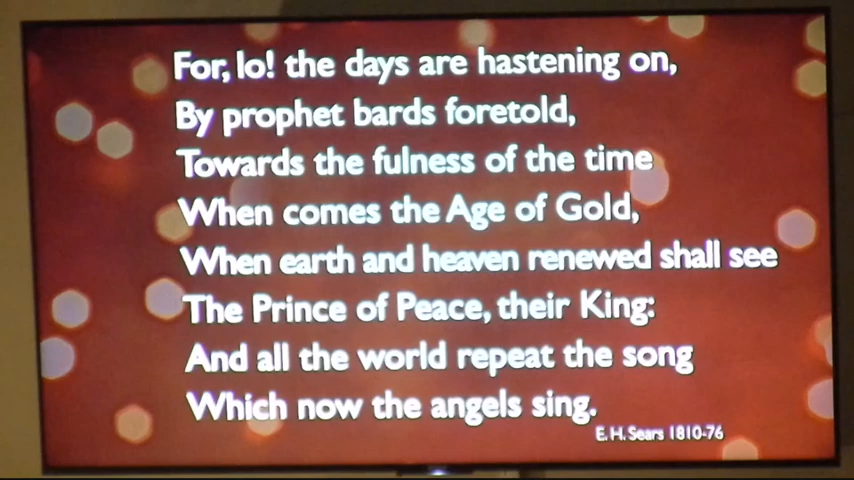 For, lo! the days are hastening on,
By prophet bards foretold,
Towards the fulness of the time
When comes the Age of Gold,
When earth and heaven renewed shall see
The Prince of Peace, their King:
And all the world repeat the song
Which now the angels sing.
E. H. Sears 1810-76